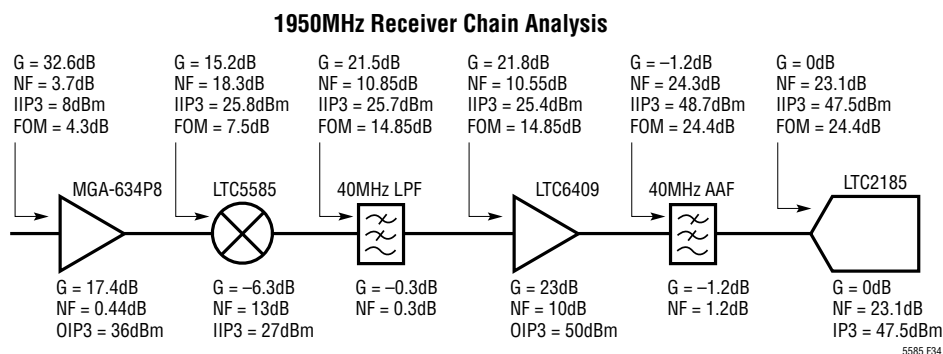 1950MHz Receiver Chain Analysis
G = 32.6dB
NF = 3.7dB
IIP3 = 8dBm
FOM = 4.3dB
G = 15.2dB
NF = 18.3dB
IIP3 = 25.8dBm
FOM = 7.5dB
G = 21.5dB
NF = 10.85dB
IIP3 = 25.7dBm
FOM = 14.85dB
G = 21.8dB
NF = 10.55dB
IIP3 = 25.4dBm
FOM = 14.85dB
G = –1.2dB
NF = 24.3dB
IIP3 = 48.7dBm
FOM = 24.4dB
G = 0dB
NF = 23.1dB
IIP3 = 47.5dBm
FOM = 24.4dB
MGA-634P8
LTC5585
40MHz LPF
LTC6409
40MHz AAF
LTC2185
G = 17.4dB
NF = 0.44dB
OIP3 = 36dBm
G = –6.3dB
NF = 13dB
IIP3 = 27dBm
G = –0.3dB
NF = 0.3dB
G = 23dB
NF = 10dB
OIP3 = 50dBm
G = –1.2dB
NF = 1.2dB
G = 0dB
NF = 23.1dB
IP3 = 47.5dBm
5585 F34